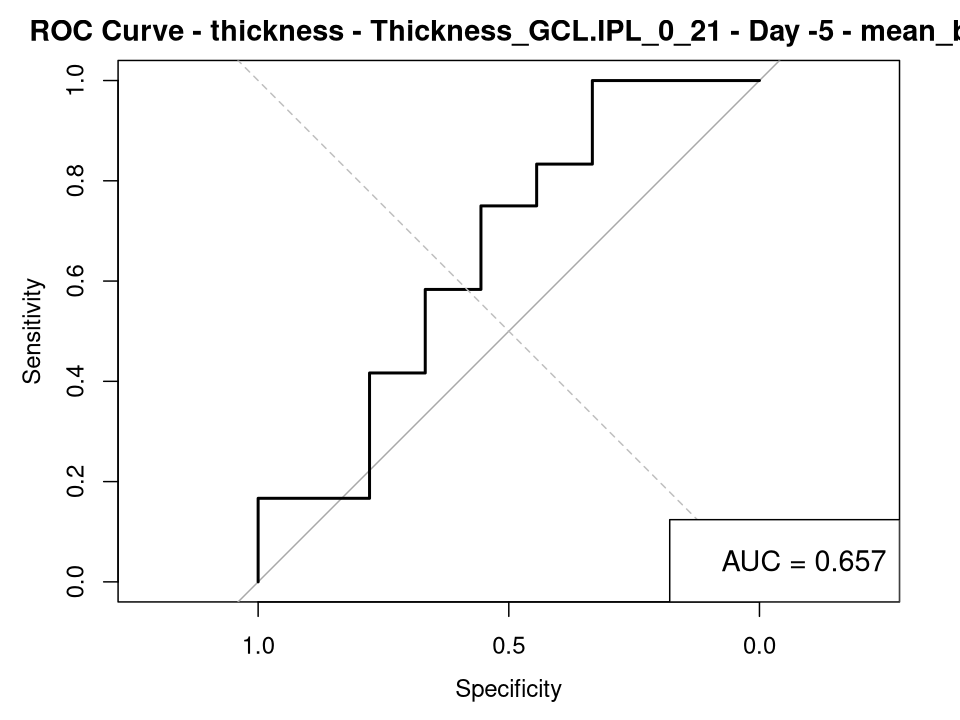 ROC Curve - thickness - Thickness_GCL.IPL_0_21 - Day -5 - mean_b
1.0
0.8
0.6
0.4
0.2
0.0
Sensitivity
AUC = 0.657
1.0 0.5 0.0
Specificity